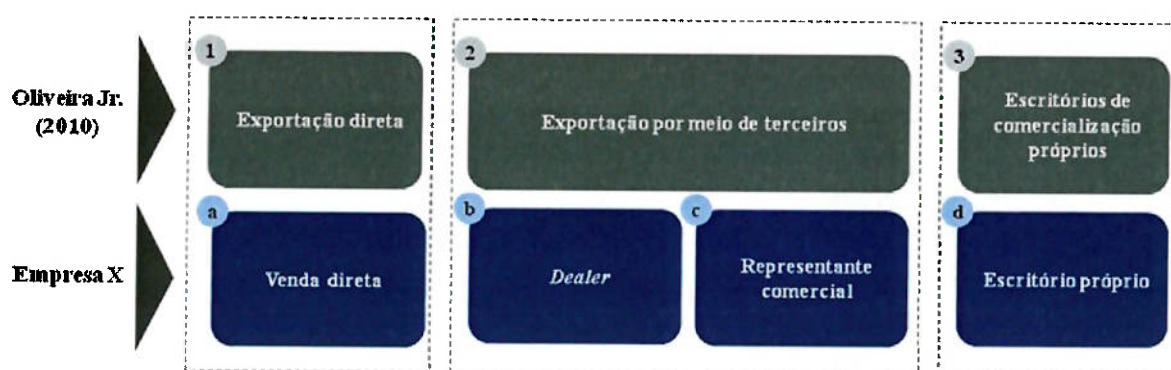 1
2
3
Oliveira Jr.
(2010)
Exportação direta
Exportação por meio de terceiros
Escritórios de
comercialização
próprios
a
b
c
d
Empresa X
Venda direta
Dealer
Representante
comercial
Escritório próprio